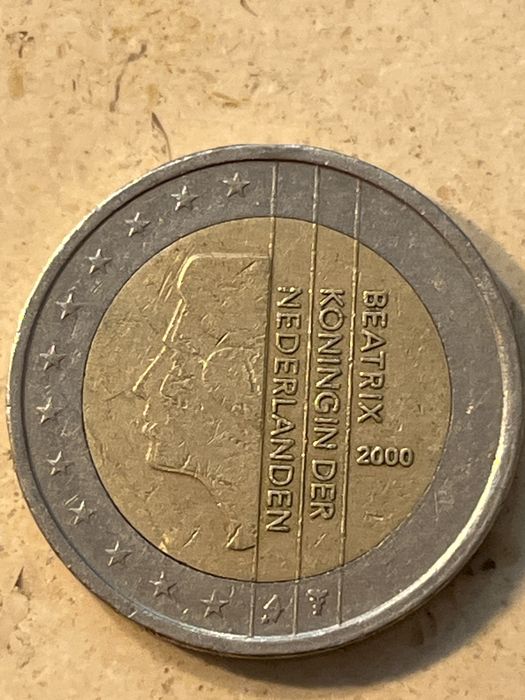 BEATRIX
KONINGIN DER
NEDERLANDEN
2000